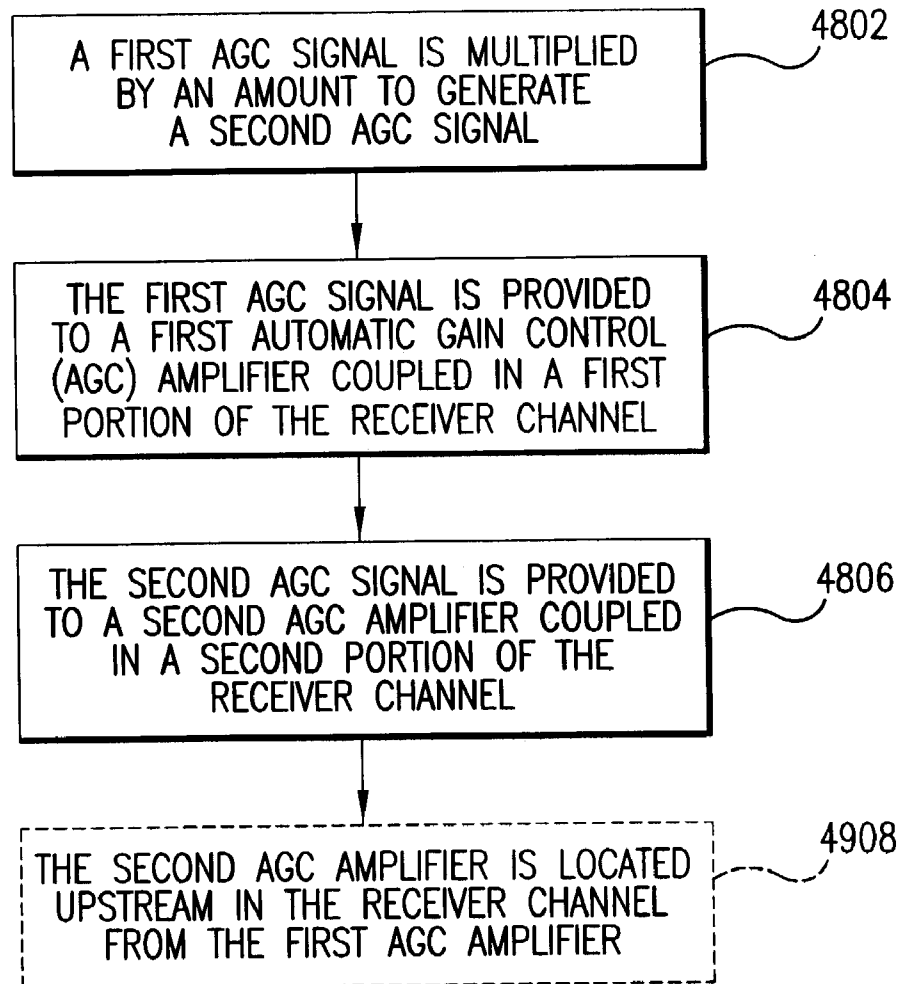 4802
A FIRST AGC SIGNAL IS MULTIPLIED
BY AN AMOUNT TO GENERATE
A SECOND AGC SIGNAL
4804
THE FIRST AGC SIGNAL IS PROVIDED
TO A FIRST AUTOMATIC GAIN CONTROL
(AGC) AMPLIFIER COUPLED IN A FIRST
PORTION OF THE RECEIVER CHANNEL
4806
THE SECOND AGC SIGNAL IS PROVIDED
TO A SECOND AGC AMPLIFIER COUPLED
IN A SECOND PORTION OF THE
RECEIVER CHANNEL
4908
THE SECOND AGC AMPLIFIER IS LOCATED
UPSTREAM IN THE RECEIVER CHANNEL
FROM THE FIRST AGC AMPLIFIER